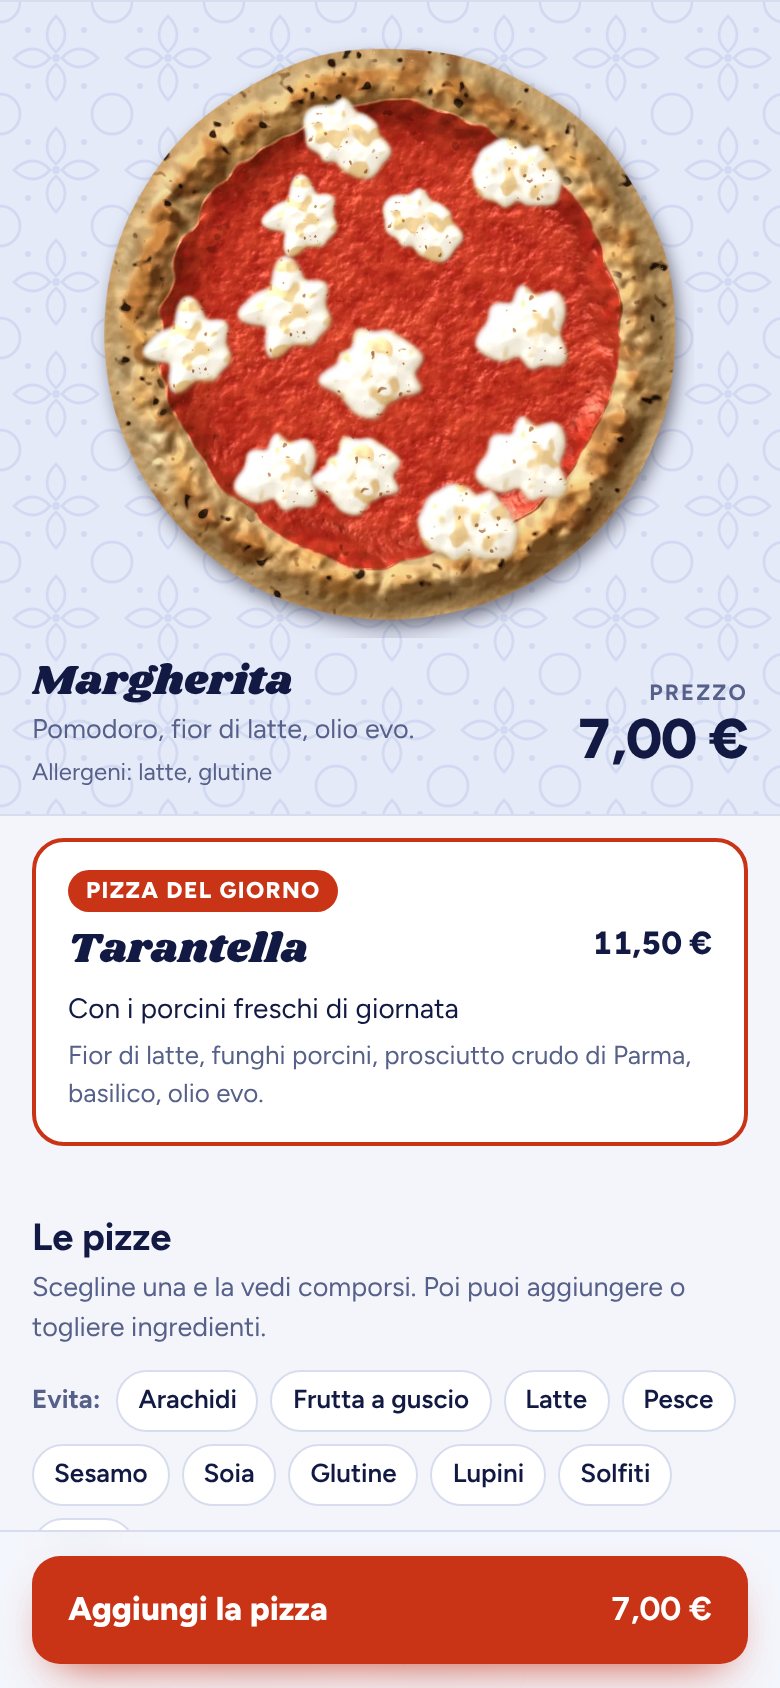 Margherita
Pomodoro, fior di latte, olio evo.
Allergeni: latte, glutine
PREZZO
7,00 €
PIZZA DEL GIORNO
Tarantella
11,50 €
Con i porcini freschi di giornata
Fior di latte, funghi porcini, prosciutto crudo di Parma,
basilico, olio evo.
Le pizze
Scegline una e la vedi comporsi. Poi puoi aggiungere o
togliere ingredienti.
Evita: Arachidi Frutta a guscio Latte Pesce
Sesamo Soia Glutine Lupini Solfiti
Aggiungi la pizza 7,00 €